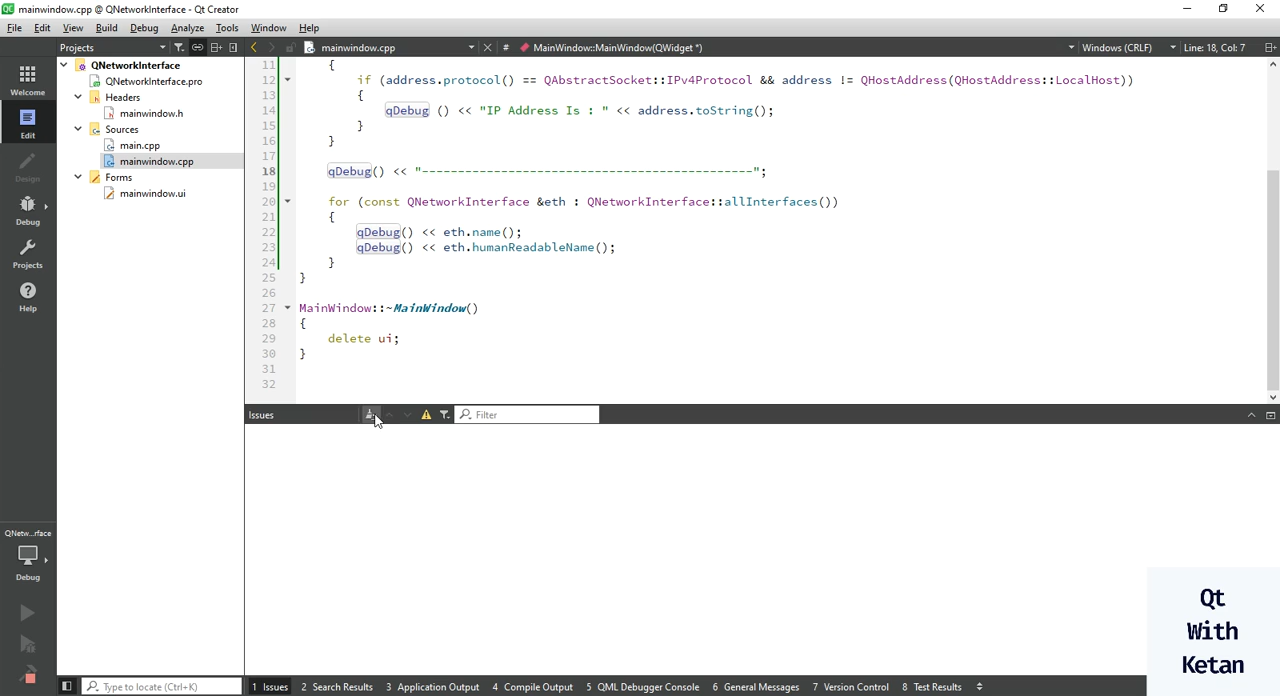 mainwindow.cpp @ QNetworkInterface - Qt Creator
File Edit View Build Debug Analyze Tools Window Help
Projects
mainwindow.cpp
# MainWindow::MainWindow(QWidget *)
Windows (CRLF)
Line: 18, Col: 7
Welcome
Edit
Design
Debug
Projects
Help
QNetw...rface
Debug
QNetworkInterface
QNetworkInterface.pro
Headers
mainwindow.h
Sources
main.cpp
mainwindow.cpp
Forms
mainwindow.ui
11 {
12 if (address.protocol() == QAbstractSocket::IPv4Protocol && address != QHostAddress(QHostAddress::LocalHost))
13 {
14 qDebug () << "IP Address Is : " << address.toString();
15 }
16 }
17
18 qDebug() << "----------------------------------------------";
19
20 for (const QNetworkInterface &eth : QNetworkInterface::allInterfaces())
21 {
22 qDebug() << eth.name();
23 qDebug() << eth.humanReadableName();
24 }
25 }
26
27 MainWindow::~MainWindow()
28 {
29 delete ui;
30 }
31
32
Issues
Filter
Qt
With
Ketan
Type to locate (Ctrl+K)
1 Issues 2 Search Results 3 Application Output 4 Compile Output 5 QML Debugger Console 6 General Messages 7 Version Control 8 Test Results